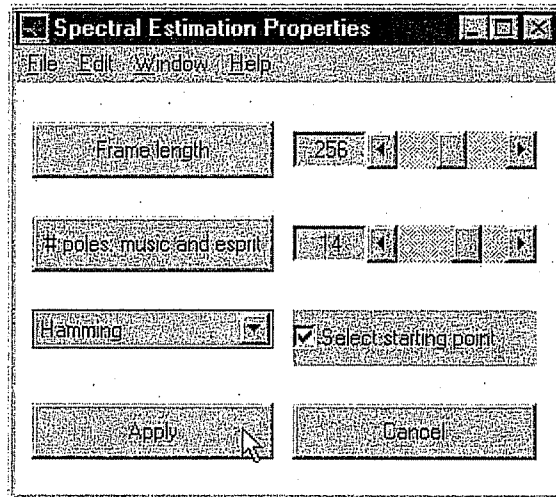 Spectral Estimation Properties
File Edit Window Help
Frame length 256
# poles: music and esprit 14
Hamming Select starting point
Apply Cancel